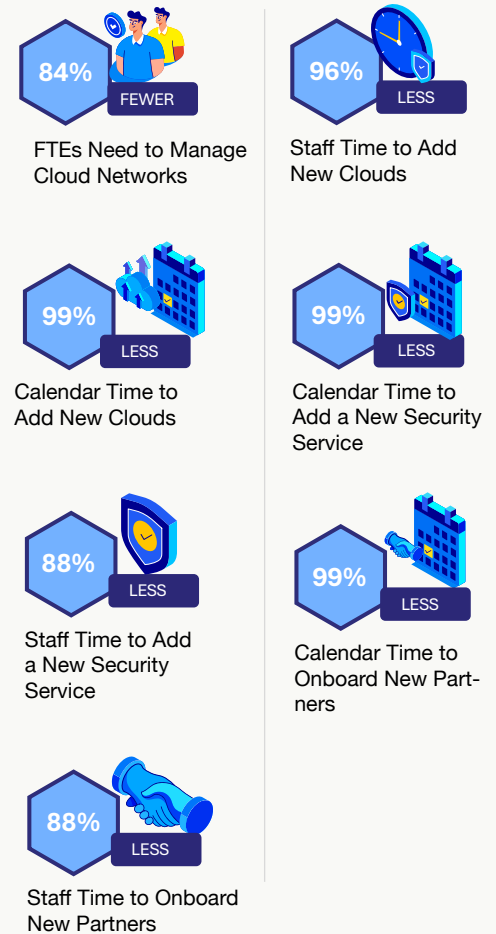 84%
FEWER
FTEs Need to Manage
Cloud Networks
96%
LESS
Staff Time to Add
New Clouds
99%
LESS
Calendar Time to
Add New Clouds
99%
LESS
Calendar Time to
Add a New Security
Service
88%
LESS
Staff Time to Add
a New Security
Service
99%
LESS
Calendar Time to
Onboard New Part-
ners
88%
LESS
Staff Time to Onboard
New Partners